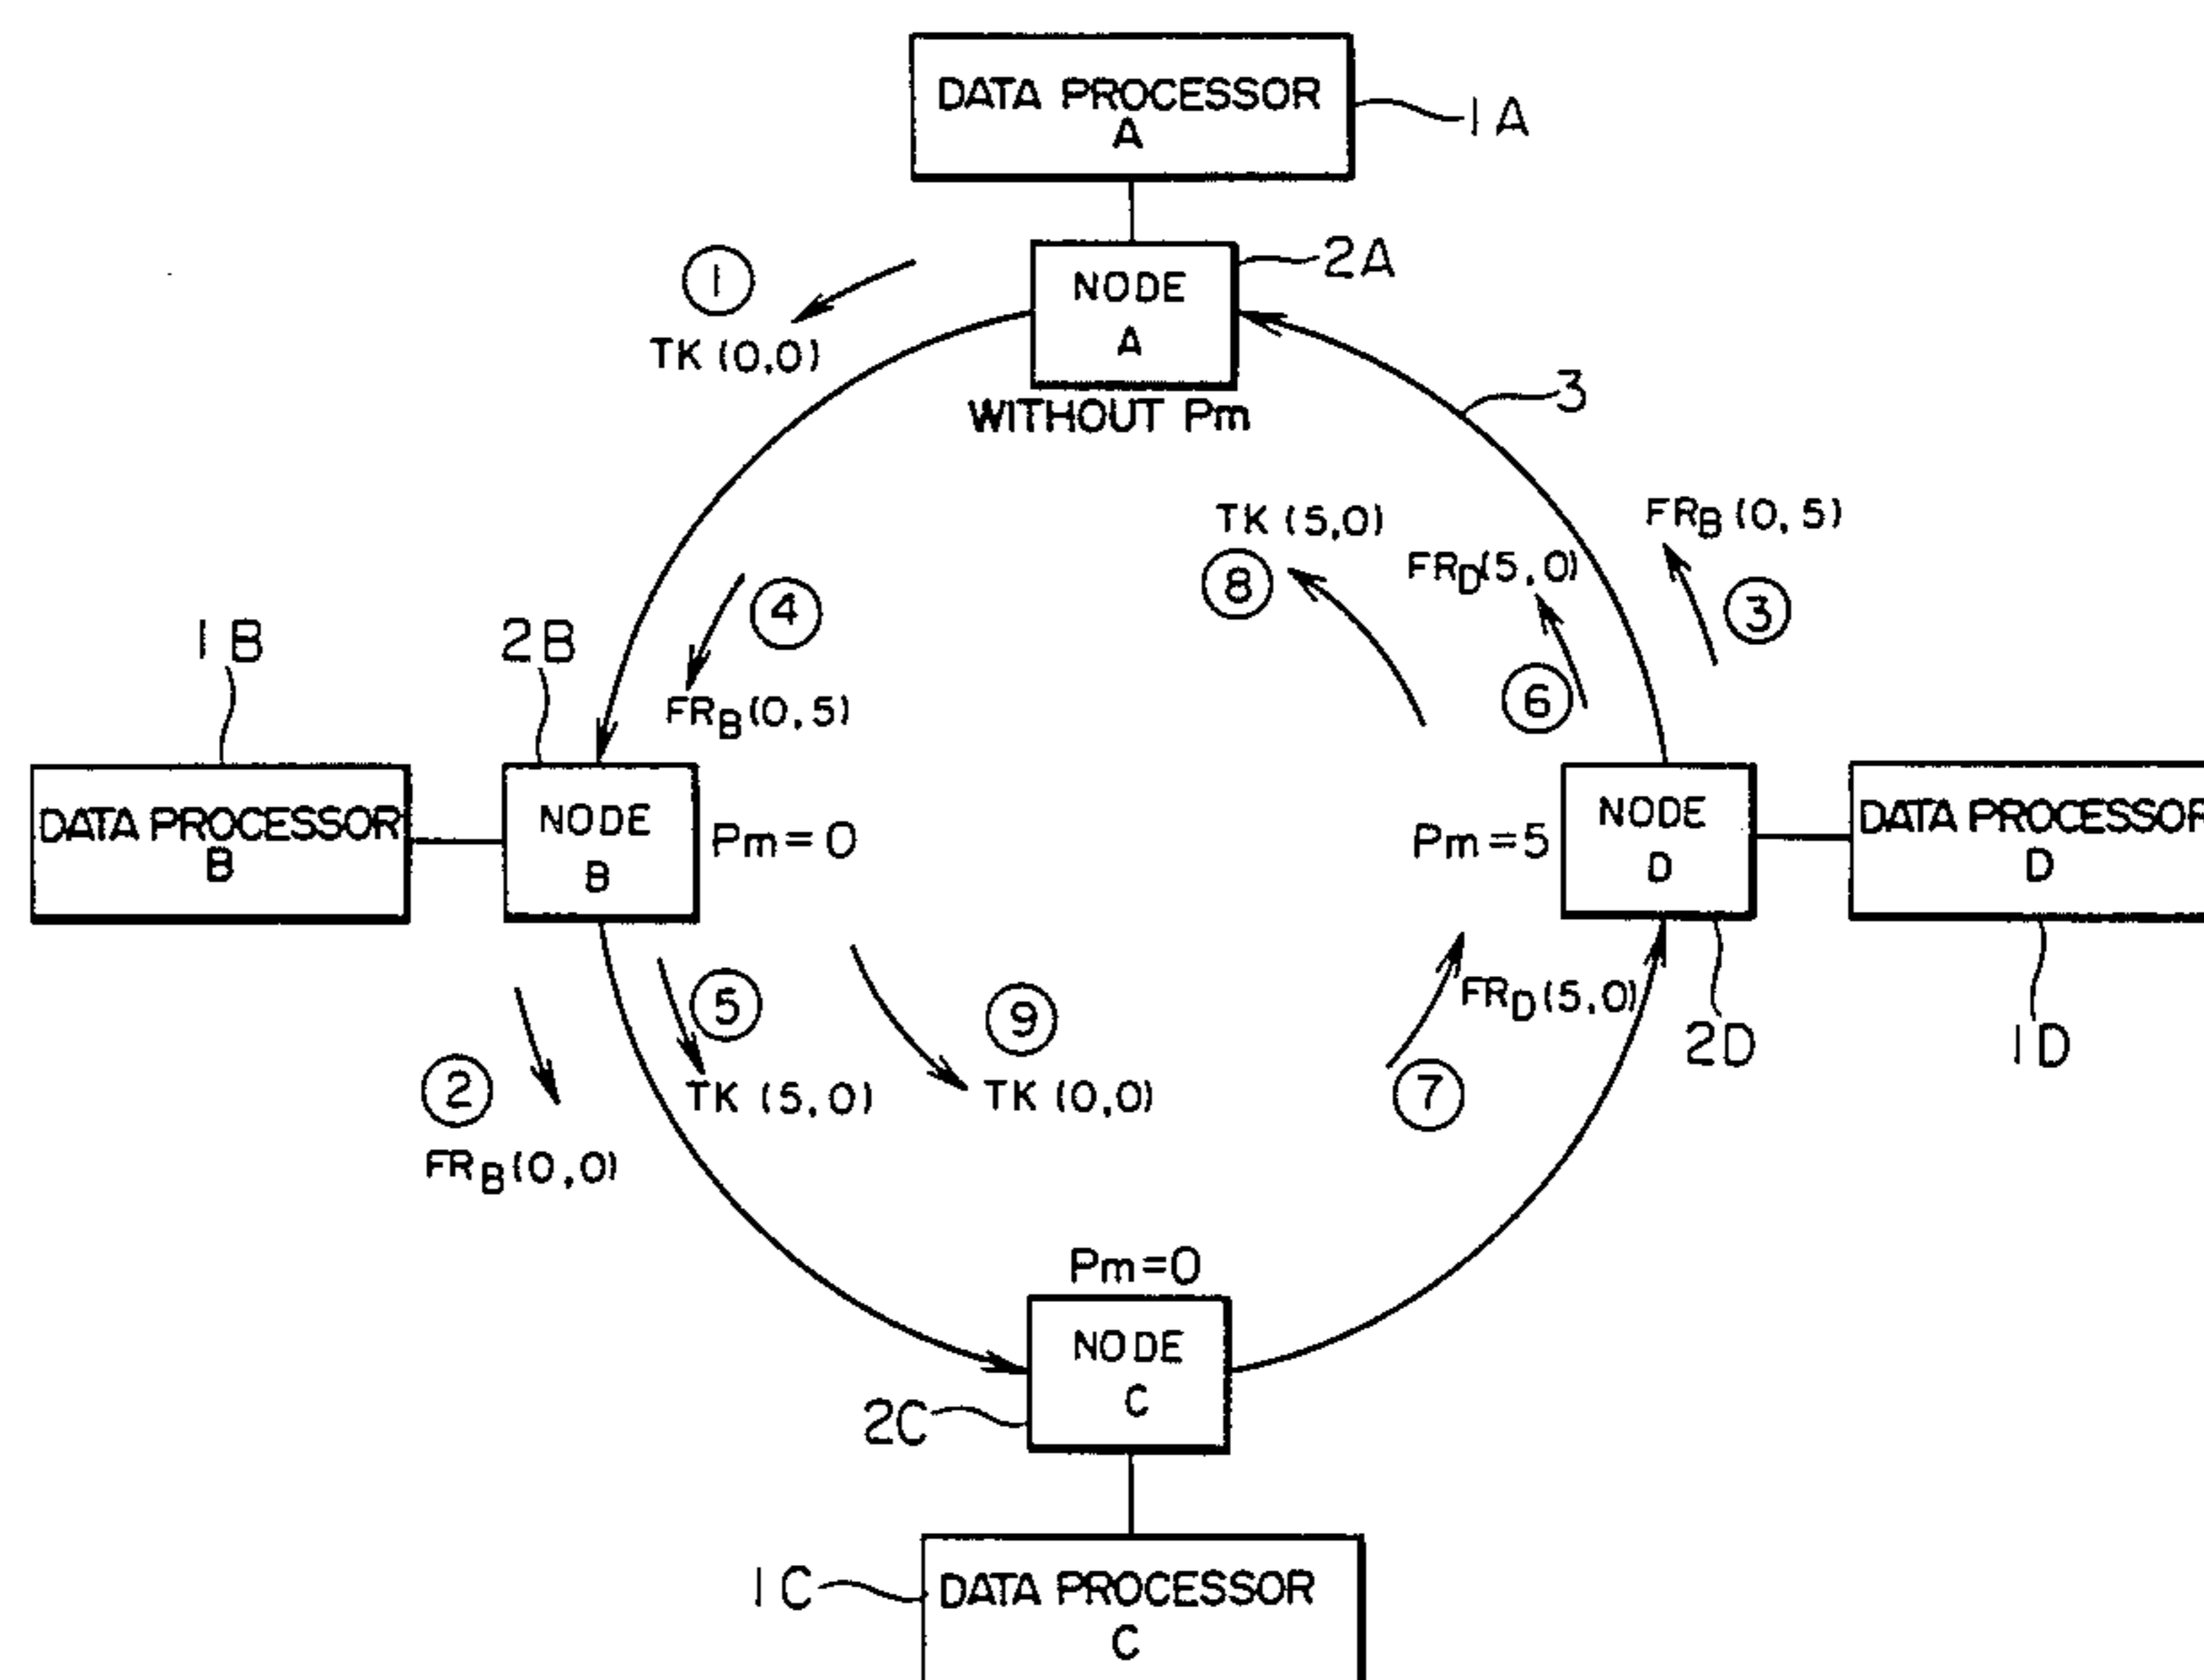 DATA PROCESSOR
A
1A
①
TK (0,0)
NODE
A
2A
WITHOUT Pm
3
TK (5,0)
⑧
FRD(5,0)
⑥
FRB(0,5)
③
④
FRB(0,5)
1B
2B
DATA PROCESSOR
B
NODE
B
Pm=0
Pm=5
NODE
D
DATA PROCESSOR
D
②
FRB(0,0)
⑤
TK (5,0)
⑨
TK (0,0)
⑦
FRD(5,0)
2D
1D
Pm=0
NODE
C
2C
1C
DATA PROCESSOR
C